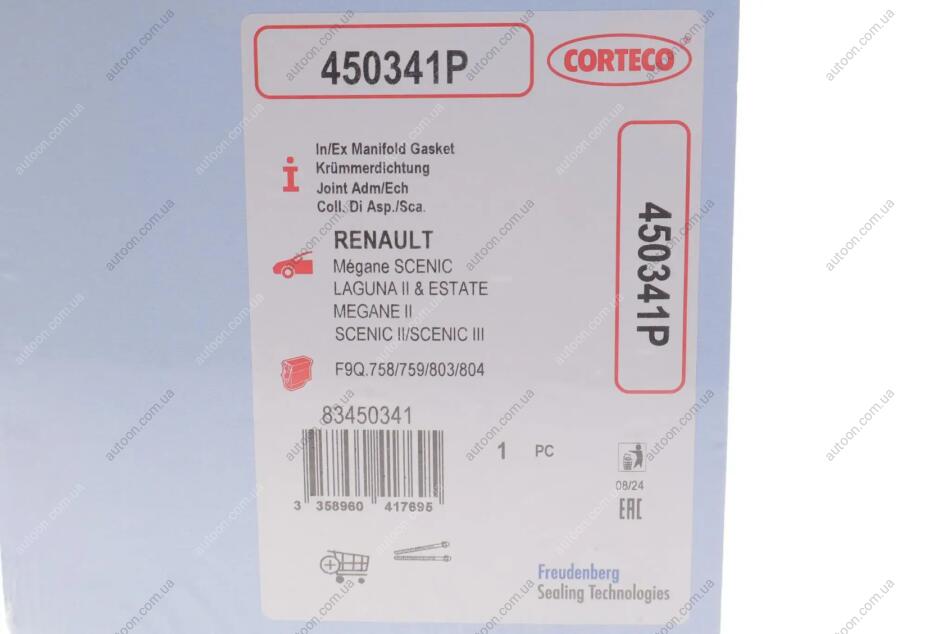 450341P
CORTECO
In/Ex Manifold Gasket
Krümmerdichtung
Joint Adm/Ech
Coll. Di Asp./Sca.
RENAULT
Mégane SCENIC
LAGUNA II & ESTATE
MEGANE II
SCENIC II/SCENIC III
F9Q.758/759/803/804
450341P
83450341
3 358960 417695
1 PC
08/24
EAC
Freudenberg
Sealing Technologies
autoon.com.ua